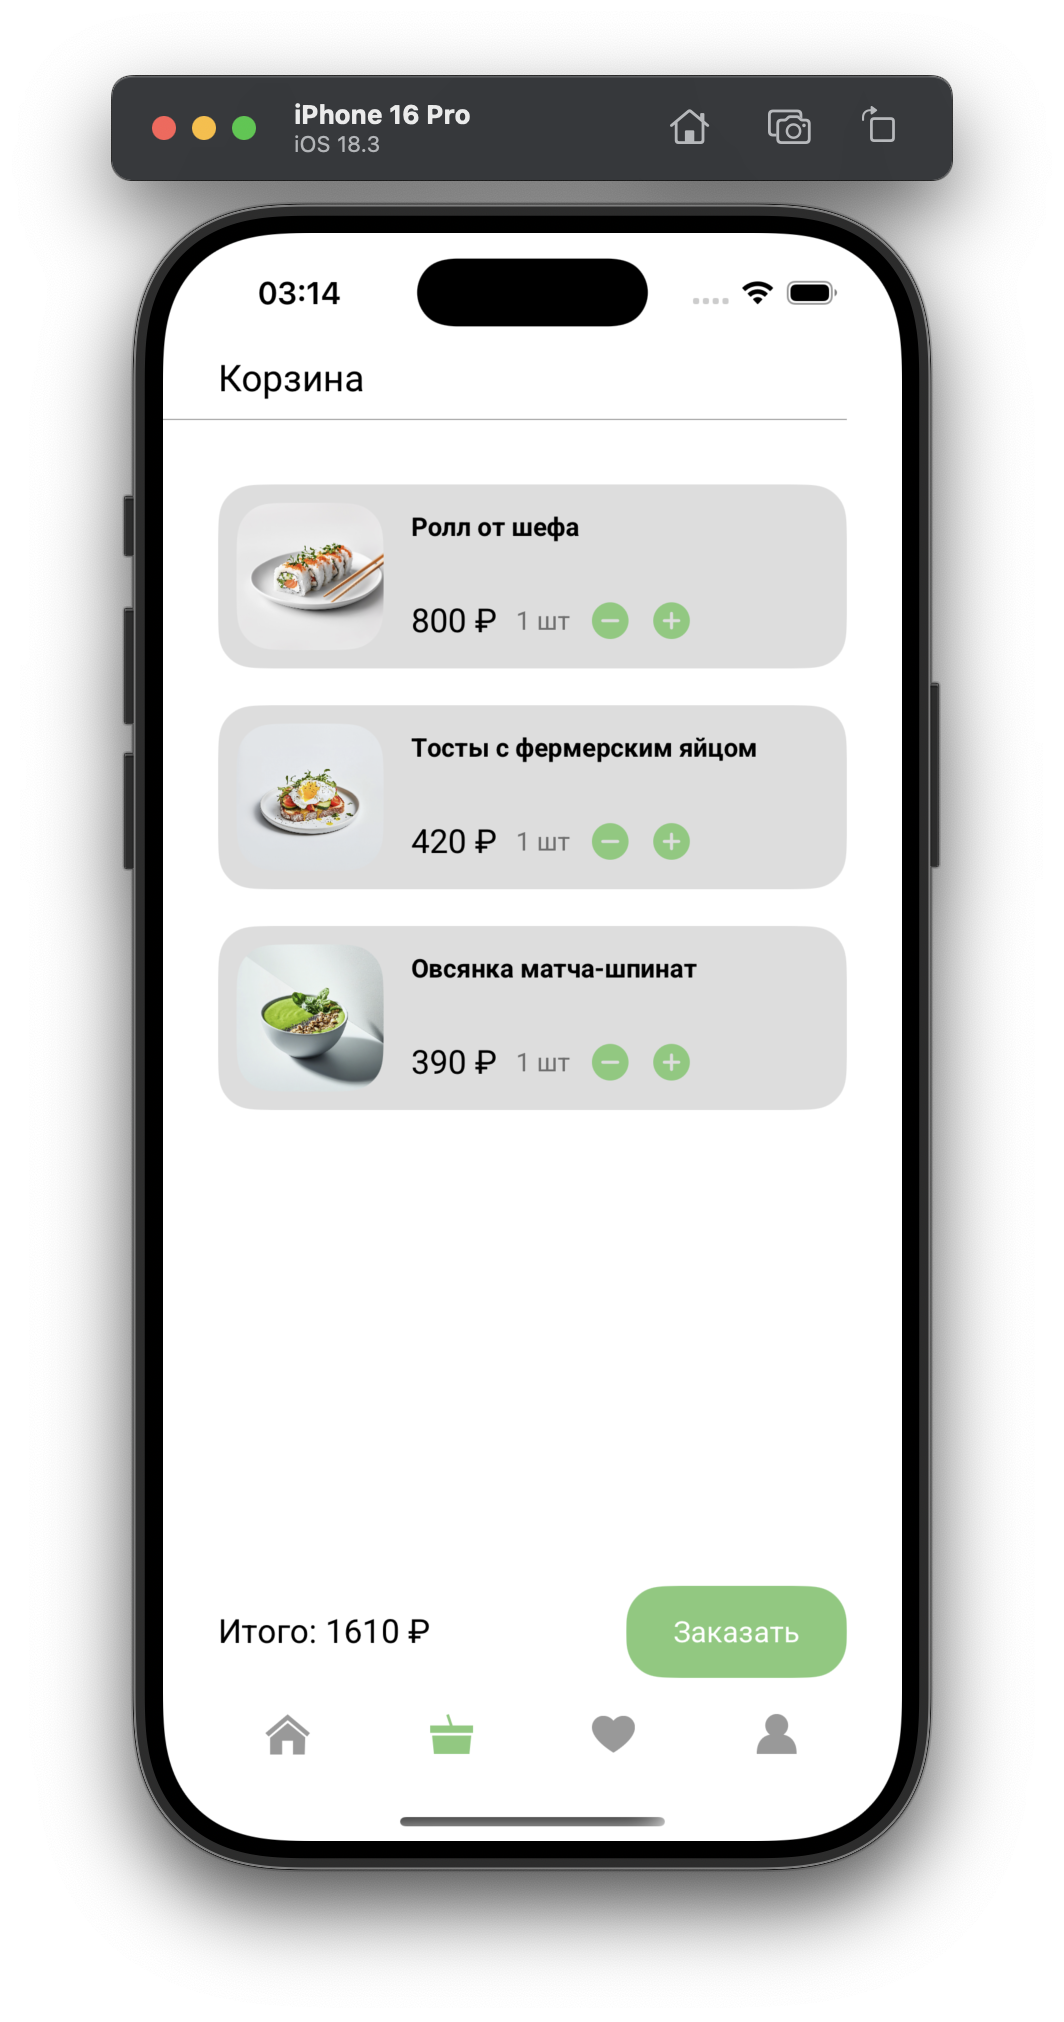 iPhone 16 Pro
iOS 18.3
03:14
Корзина
Ролл от шефа
800 ₽ 1 шт
Тосты с фермерским яйцом
420 ₽ 1 шт
Овсянка матча-шпинат
390 ₽ 1 шт
Итого: 1610 ₽ Заказать